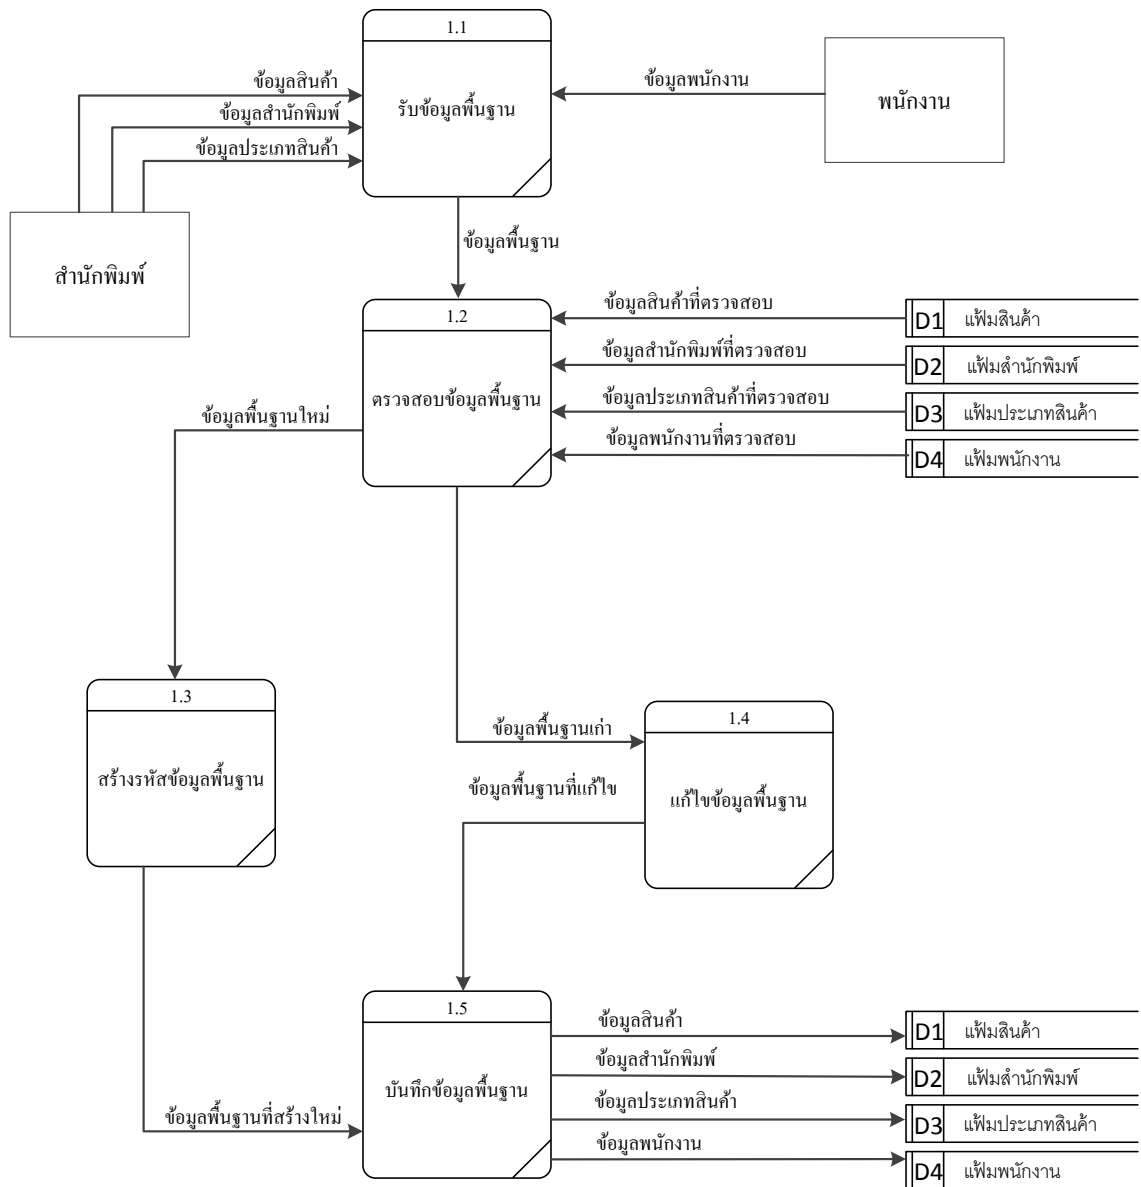 1.1
รับข้อมูลพื้นฐาน
ข้อมูลสินค้า
ข้อมูลสำนักพิมพ์
ข้อมูลประเภทสินค้า
ข้อมูลพนักงาน
พนักงาน
สำนักพิมพ์
ข้อมูลพื้นฐาน
1.2
ตรวจสอบข้อมูลพื้นฐาน
ข้อมูลสินค้าที่ตรวจสอบ
D1 แฟ้มสินค้า
ข้อมูลสำนักพิมพ์ที่ตรวจสอบ
D2 แฟ้มสำนักพิมพ์
ข้อมูลประเภทสินค้าที่ตรวจสอบ
D3 แฟ้มประเภทสินค้า
ข้อมูลพนักงานที่ตรวจสอบ
D4 แฟ้มพนักงาน
ข้อมูลพื้นฐานใหม่
1.3
สร้างรหัสข้อมูลพื้นฐาน
ข้อมูลพื้นฐานเก่า
1.4
แก้ไขข้อมูลพื้นฐาน
ข้อมูลพื้นฐานที่แก้ไข
1.5
บันทึกข้อมูลพื้นฐาน
ข้อมูลพื้นฐานที่สร้างใหม่
ข้อมูลสินค้า
D1 แฟ้มสินค้า
ข้อมูลสำนักพิมพ์
D2 แฟ้มสำนักพิมพ์
ข้อมูลประเภทสินค้า
D3 แฟ้มประเภทสินค้า
ข้อมูลพนักงาน
D4 แฟ้มพนักงาน